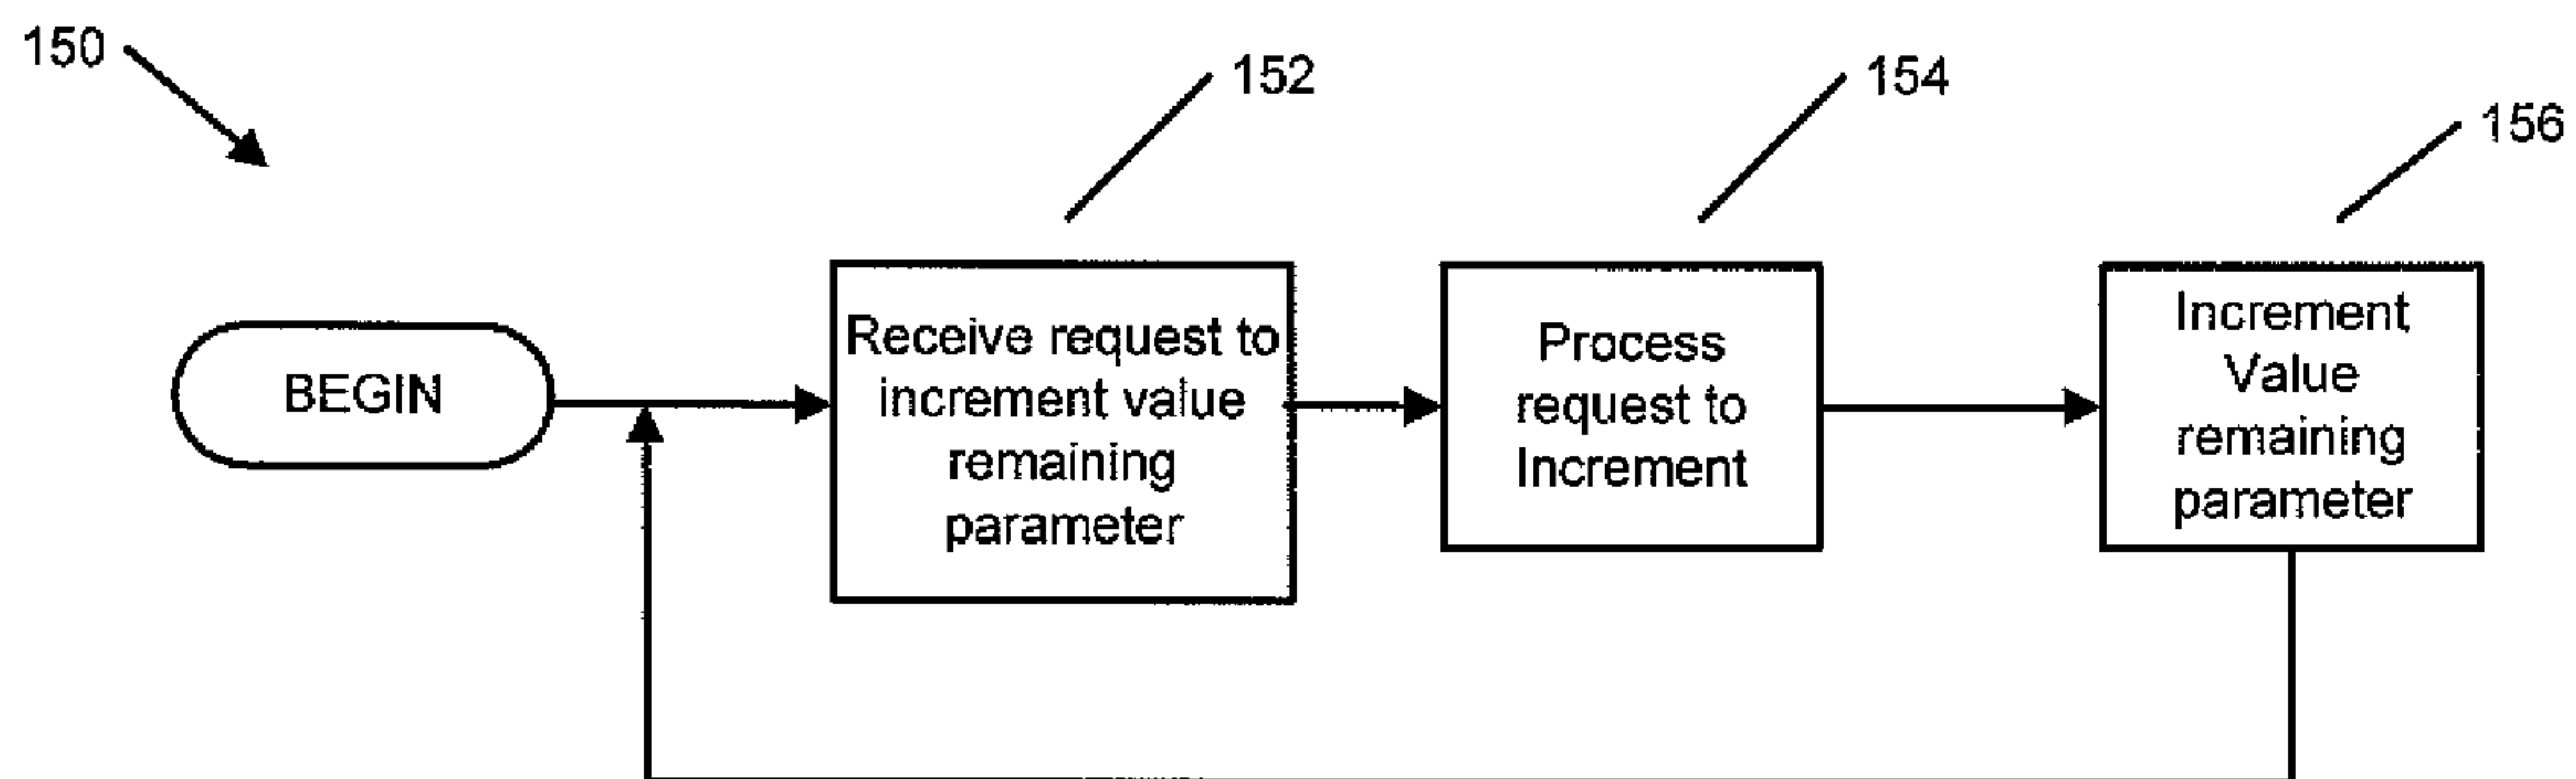 150
152
154
156
BEGIN
Receive request to
increment value
remaining
parameter
Process
request to
Increment
Increment
Value
remaining
parameter